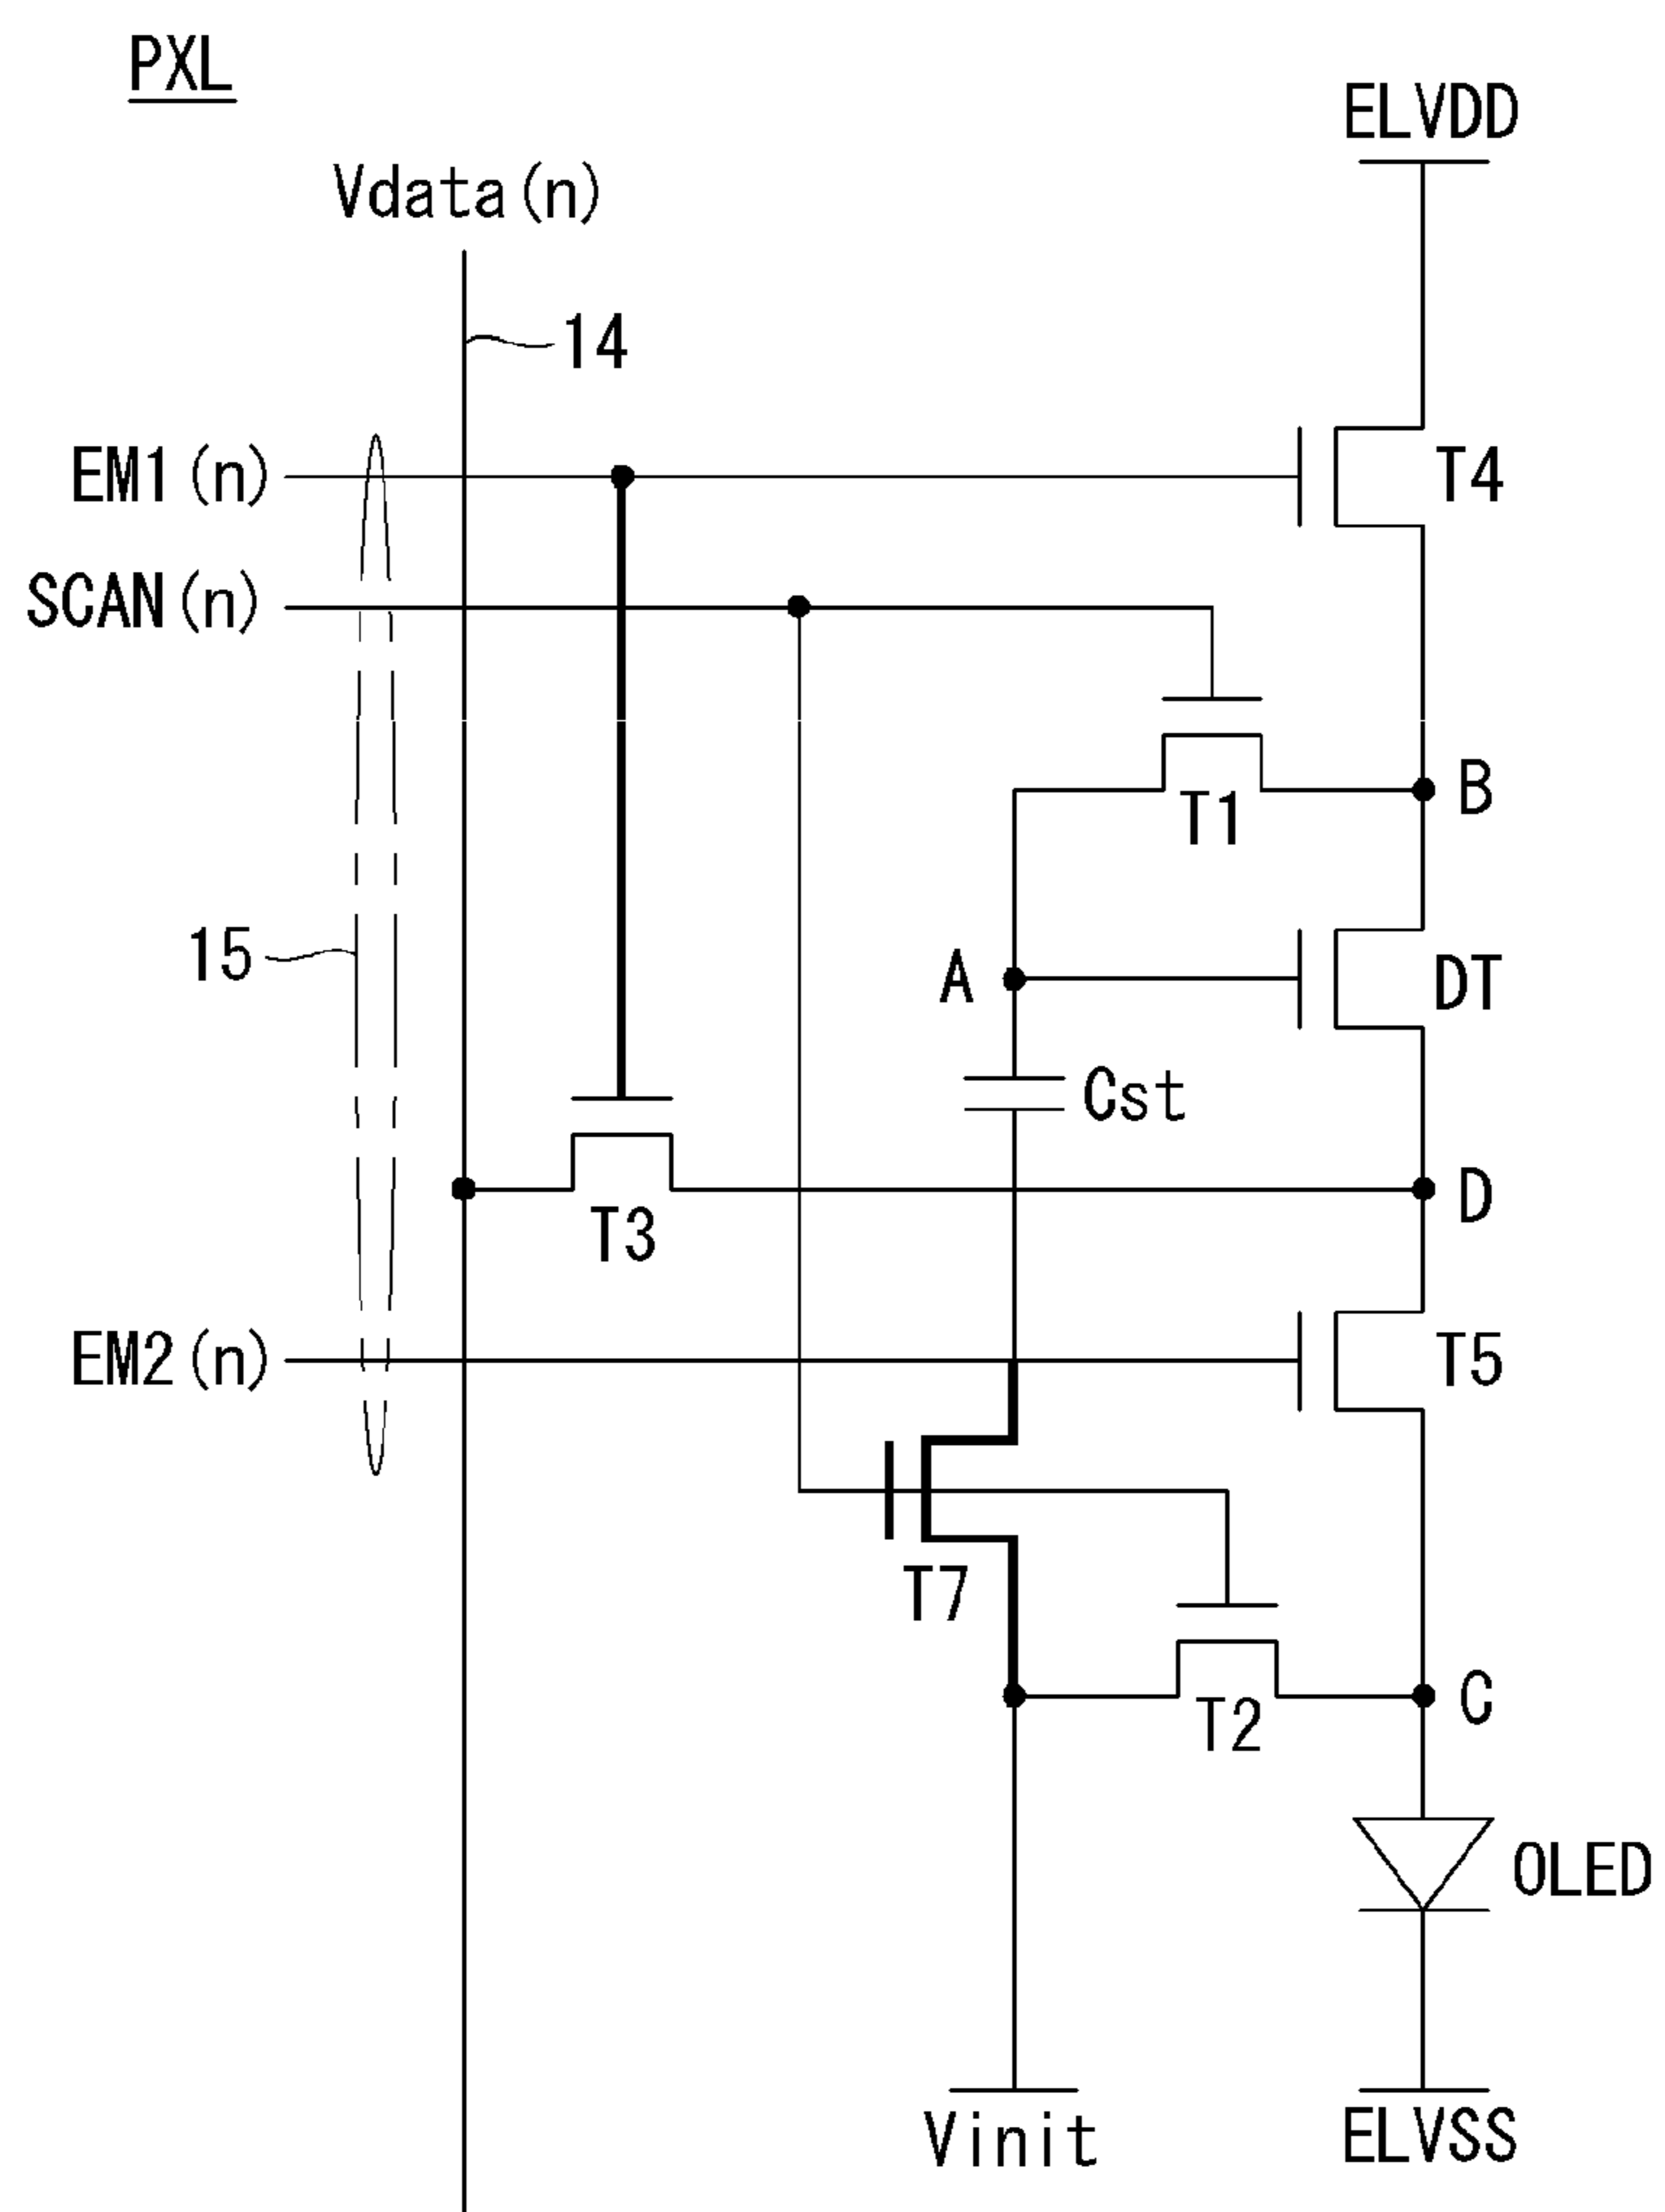 PXL
ELVDD
Vdata(n)
14
EM1(n)
T4
SCAN(n)
B
T1
15
A
DT
Cst
D
T3
EM2(n)
T5
T7
C
T2
OLED
Vinit
ELVSS